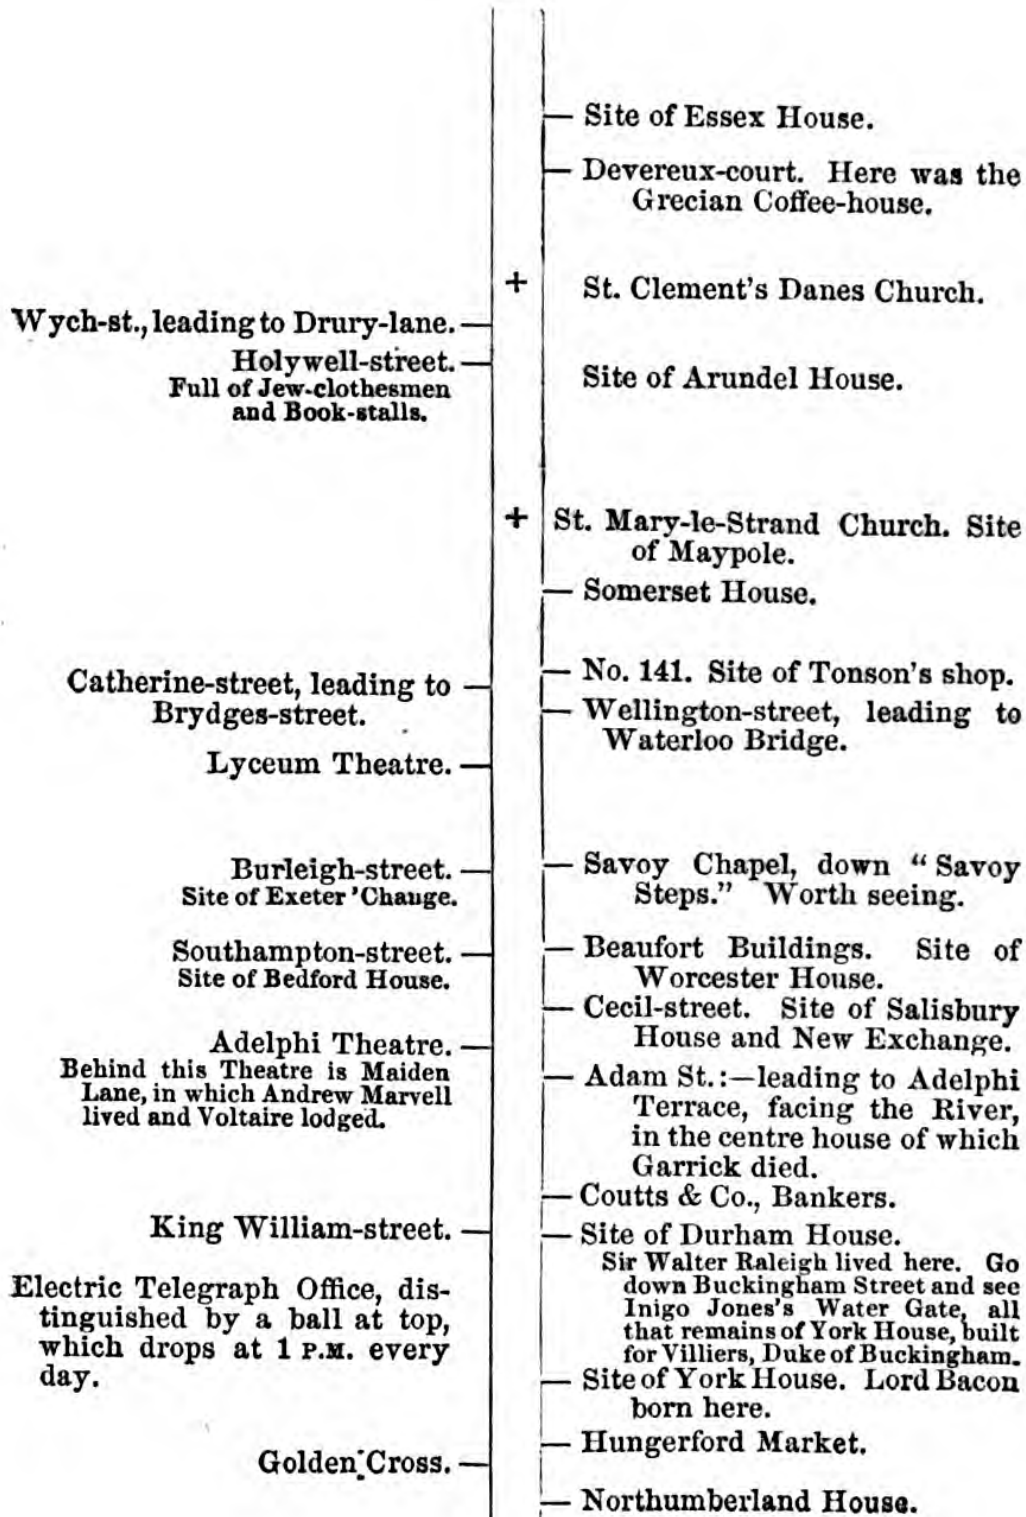 Site of Essex House.
Devereux-court. Here was the
Grecian Coffee-house.
+
St. Clement's Danes Church.
Wych-st., leading to Drury-lane.
Holywell-street.
Full of Jew-clothesmen
and Book-stalls.
Site of Arundel House.
+
St. Mary-le-Strand Church. Site
of Maypole.
Somerset House.
Catherine-street, leading to
Brydges-street.
No. 141. Site of Tonson's shop.
Wellington-street, leading to
Waterloo Bridge.
Lyceum Theatre.
Burleigh-street.
Site of Exeter 'Change.
Savoy Chapel, down "Savoy
Steps." Worth seeing.
Southampton-street.
Site of Bedford House.
Beaufort Buildings. Site of
Worcester House.
Cecil-street. Site of Salisbury
House and New Exchange.
Adelphi Theatre.
Behind this Theatre is Maiden
Lane, in which Andrew Marvell
lived and Voltaire lodged.
Adam St.:—leading to Adelphi
Terrace, facing the River,
in the centre house of which
Garrick died.
Coutts & Co., Bankers.
King William-street.
Site of Durham House.
Sir Walter Raleigh lived here. Go
down Buckingham Street and see
Inigo Jones's Water Gate, all
that remains of York House, built
for Villiers, Duke of Buckingham.
Electric Telegraph Office, dis-
tinguished by a ball at top,
which drops at 1 P.M. every
day.
Site of York House. Lord Bacon
born here.
Hungerford Market.
Golden Cross.
Northumberland House.